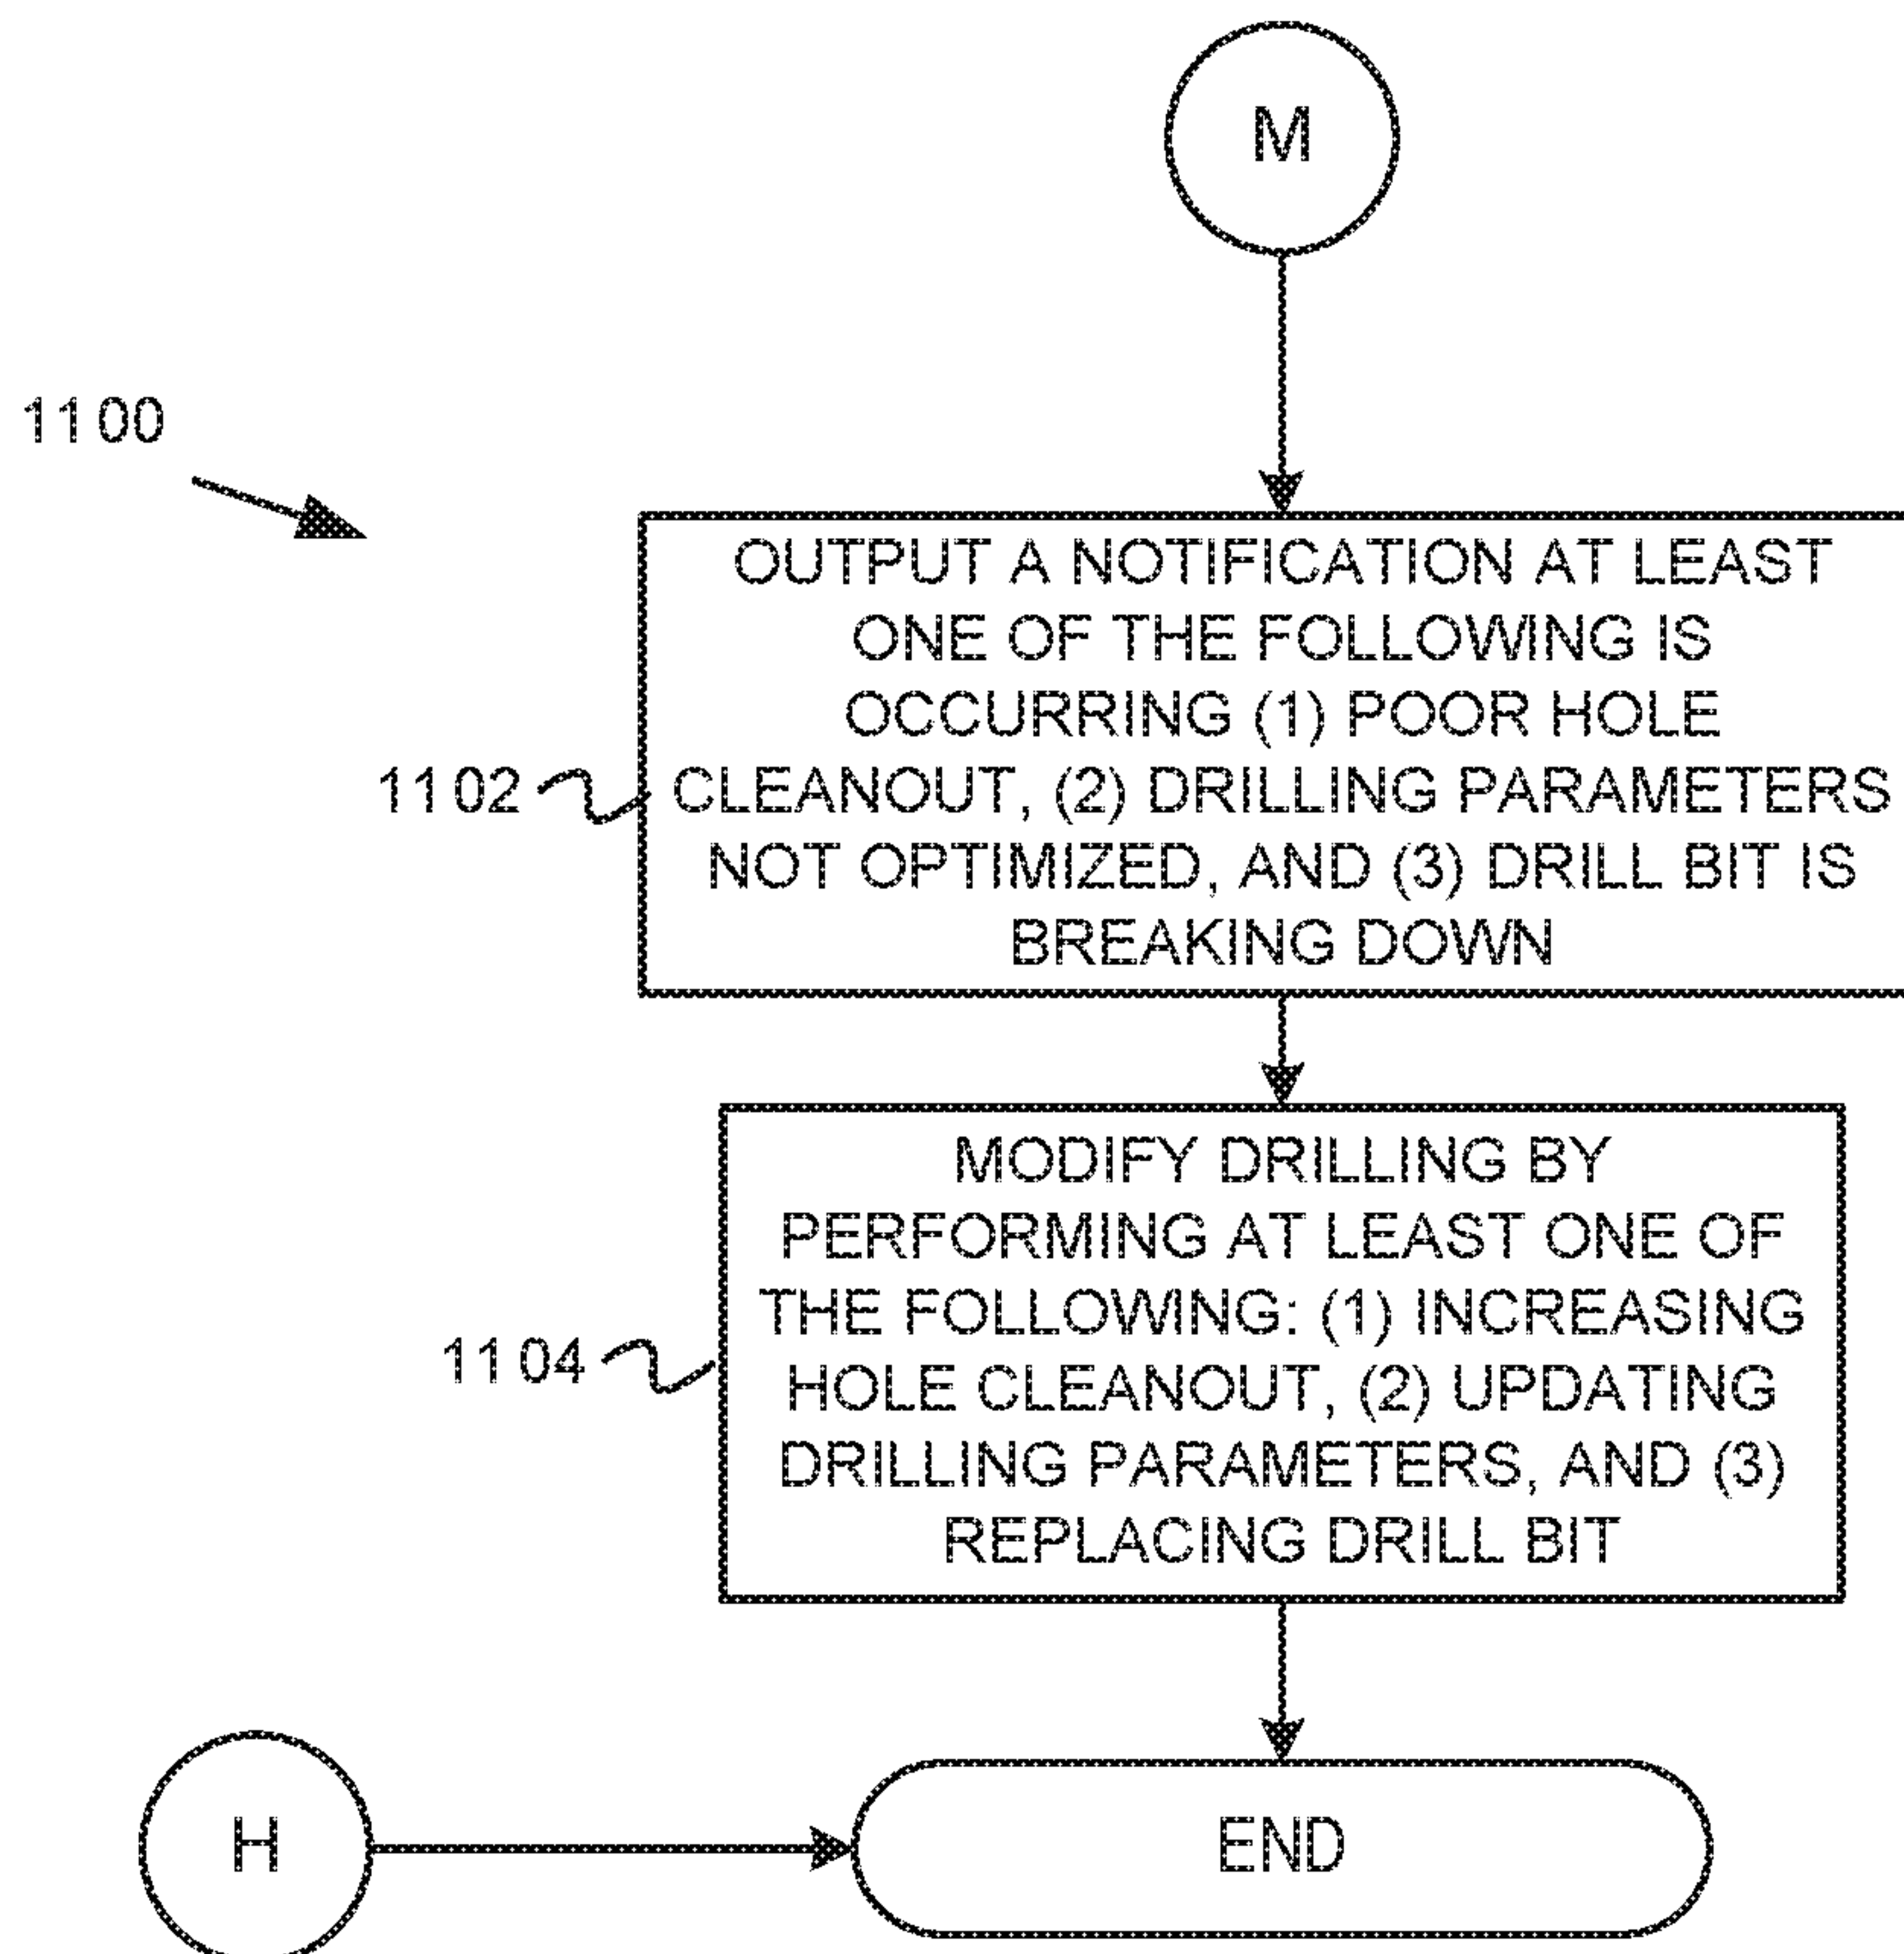 M
1100
OUTPUT A NOTIFICATION AT LEAST
ONE OF THE FOLLOWING IS
OCCURRING (1) POOR HOLE
1102
CLEANOUT, (2) DRILLING PARAMETERS
NOT OPTIMIZED, AND (3) DRILL BIT IS
BREAKING DOWN
MODIFY DRILLING BY
PERFORMING AT LEAST ONE OF
THE FOLLOWING: (1) INCREASING
1104
HOLE CLEANOUT, (2) UPDATING
DRILLING PARAMETERS, AND (3)
REPLACING DRILL BIT
H
END